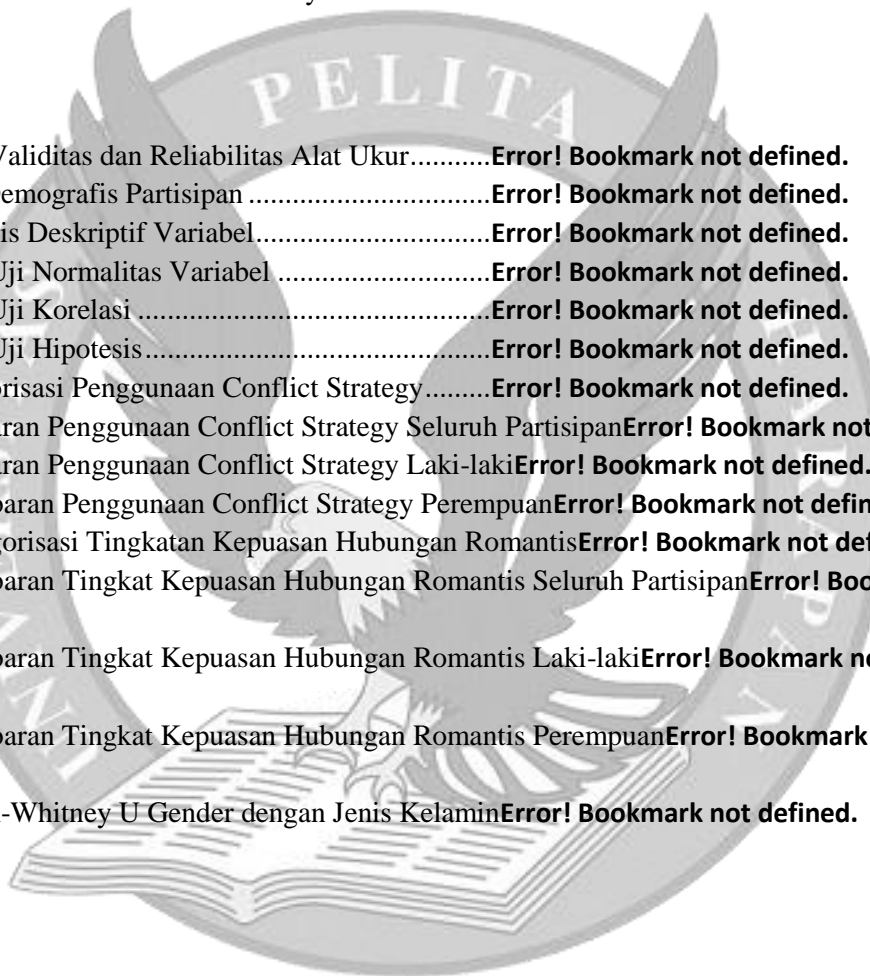 PELITA
HARAPAN
Validitas dan Reliabilitas Alat Ukur...........Error! Bookmark not defined.
Demografis Partisipan ................................Error! Bookmark not defined.
is Deskriptif Variabel...............................Error! Bookmark not defined.
Uji Normalitas Variabel ............................Error! Bookmark not defined.
Uji Korelasi ...............................................Error! Bookmark not defined.
Uji Hipotesis..............................................Error! Bookmark not defined.
orisasi Penggunaan Conflict Strategy.........Error! Bookmark not defined.
aran Penggunaan Conflict Strategy Seluruh PartisipanError! Bookmark not
aran Penggunaan Conflict Strategy Laki-lakiError! Bookmark not defined.
baran Penggunaan Conflict Strategy PerempuanError! Bookmark not defin
gorisasi Tingkatan Kepuasan Hubungan RomantisError! Bookmark not def
baran Tingkat Kepuasan Hubungan Romantis Seluruh PartisipanError! Boo
baran Tingkat Kepuasan Hubungan Romantis Laki-lakiError! Bookmark n
baran Tingkat Kepuasan Hubungan Romantis PerempuanError! Bookmark
-Whitney U Gender dengan Jenis KelaminError! Bookmark not defined.